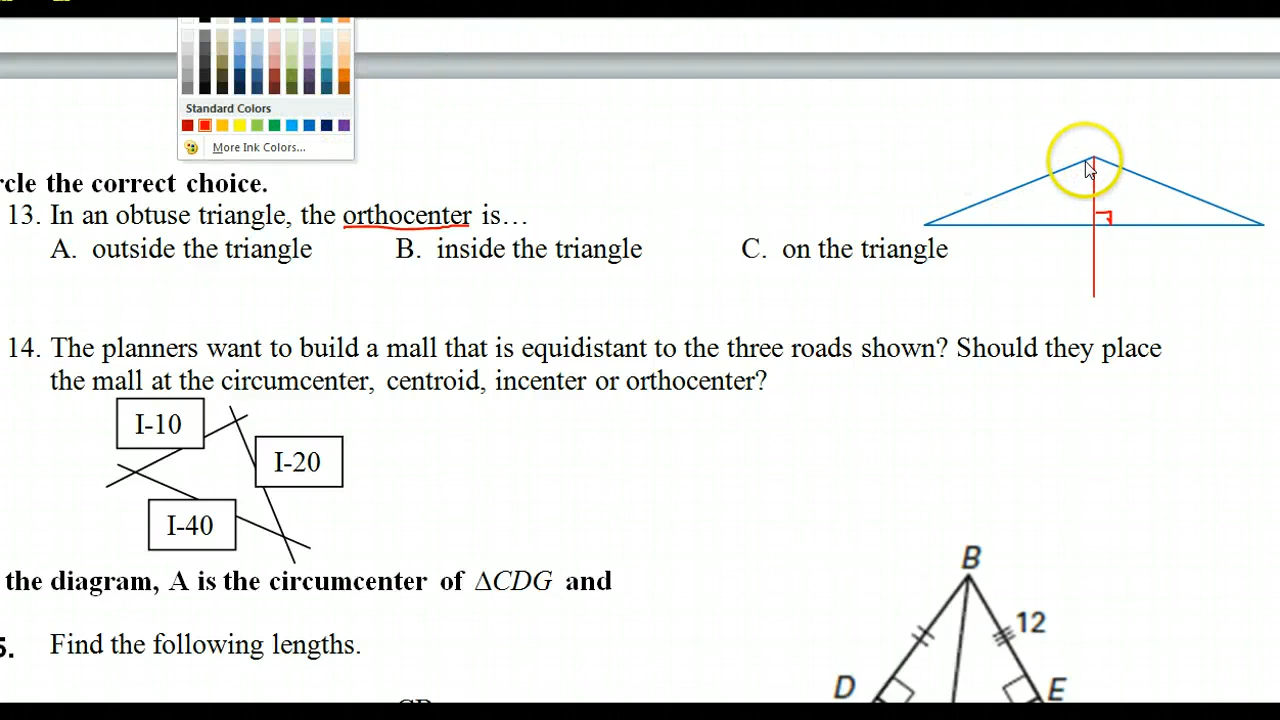 Standard Colors
More Ink Colors...
rcle the correct choice.
13. In an obtuse triangle, the orthocenter is…
A. outside the triangle B. inside the triangle C. on the triangle
14. The planners want to build a mall that is equidistant to the three roads shown? Should they place
the mall at the circumcenter, centroid, incenter or orthocenter?
I-10
I-20
I-40
the diagram, A is the circumcenter of ΔCDG and
5. Find the following lengths.
B
12
D
E